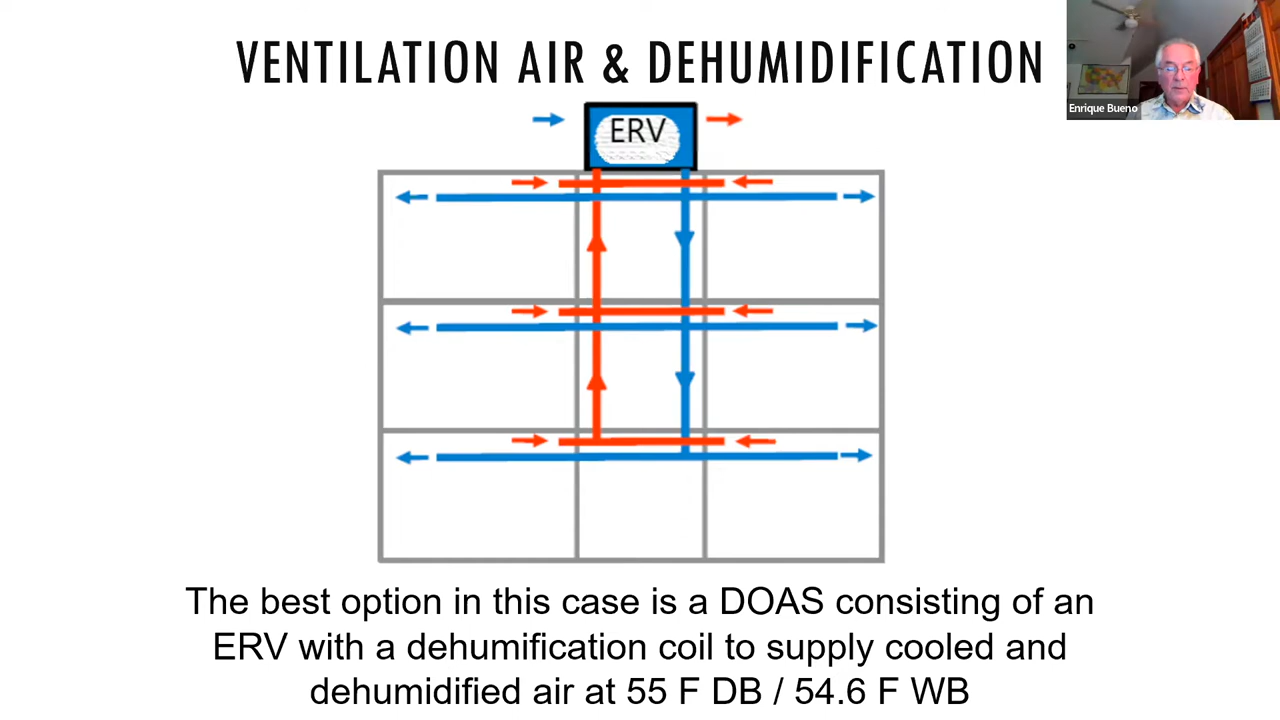 VENTILATION AIR & DEHUMIDIFICATION
Enrique Bueno
ERV
The best option in this case is a DOAS consisting of an
ERV with a dehumification coil to supply cooled and
dehumidified air at 55 F DB / 54.6 F WB